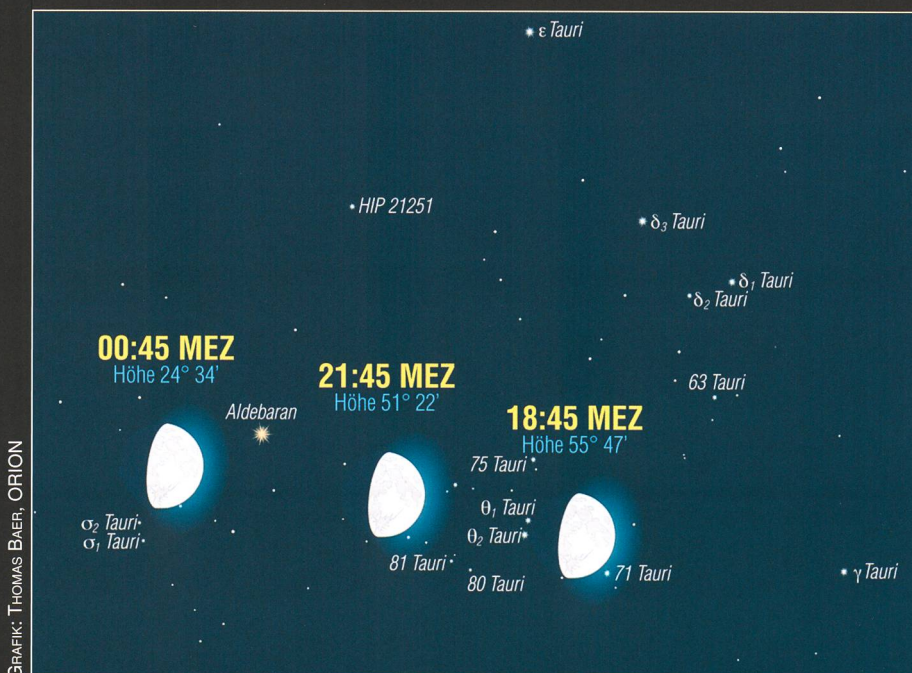 ε Tauri
HIP 21251
δ3 Tauri
δ1 Tauri
δ2 Tauri
00:45 MEZ
Höhe 24° 34'
21:45 MEZ
Höhe 51° 22'
63 Tauri
18:45 MEZ
Höhe 55° 47'
Aldebaran
75 Tauri
θ1 Tauri
θ2 Tauri
σ2 Tauri
σ1 Tauri
81 Tauri
80 Tauri
71 Tauri
γ Tauri
GRAFIK: THOMAS BAER, ORION